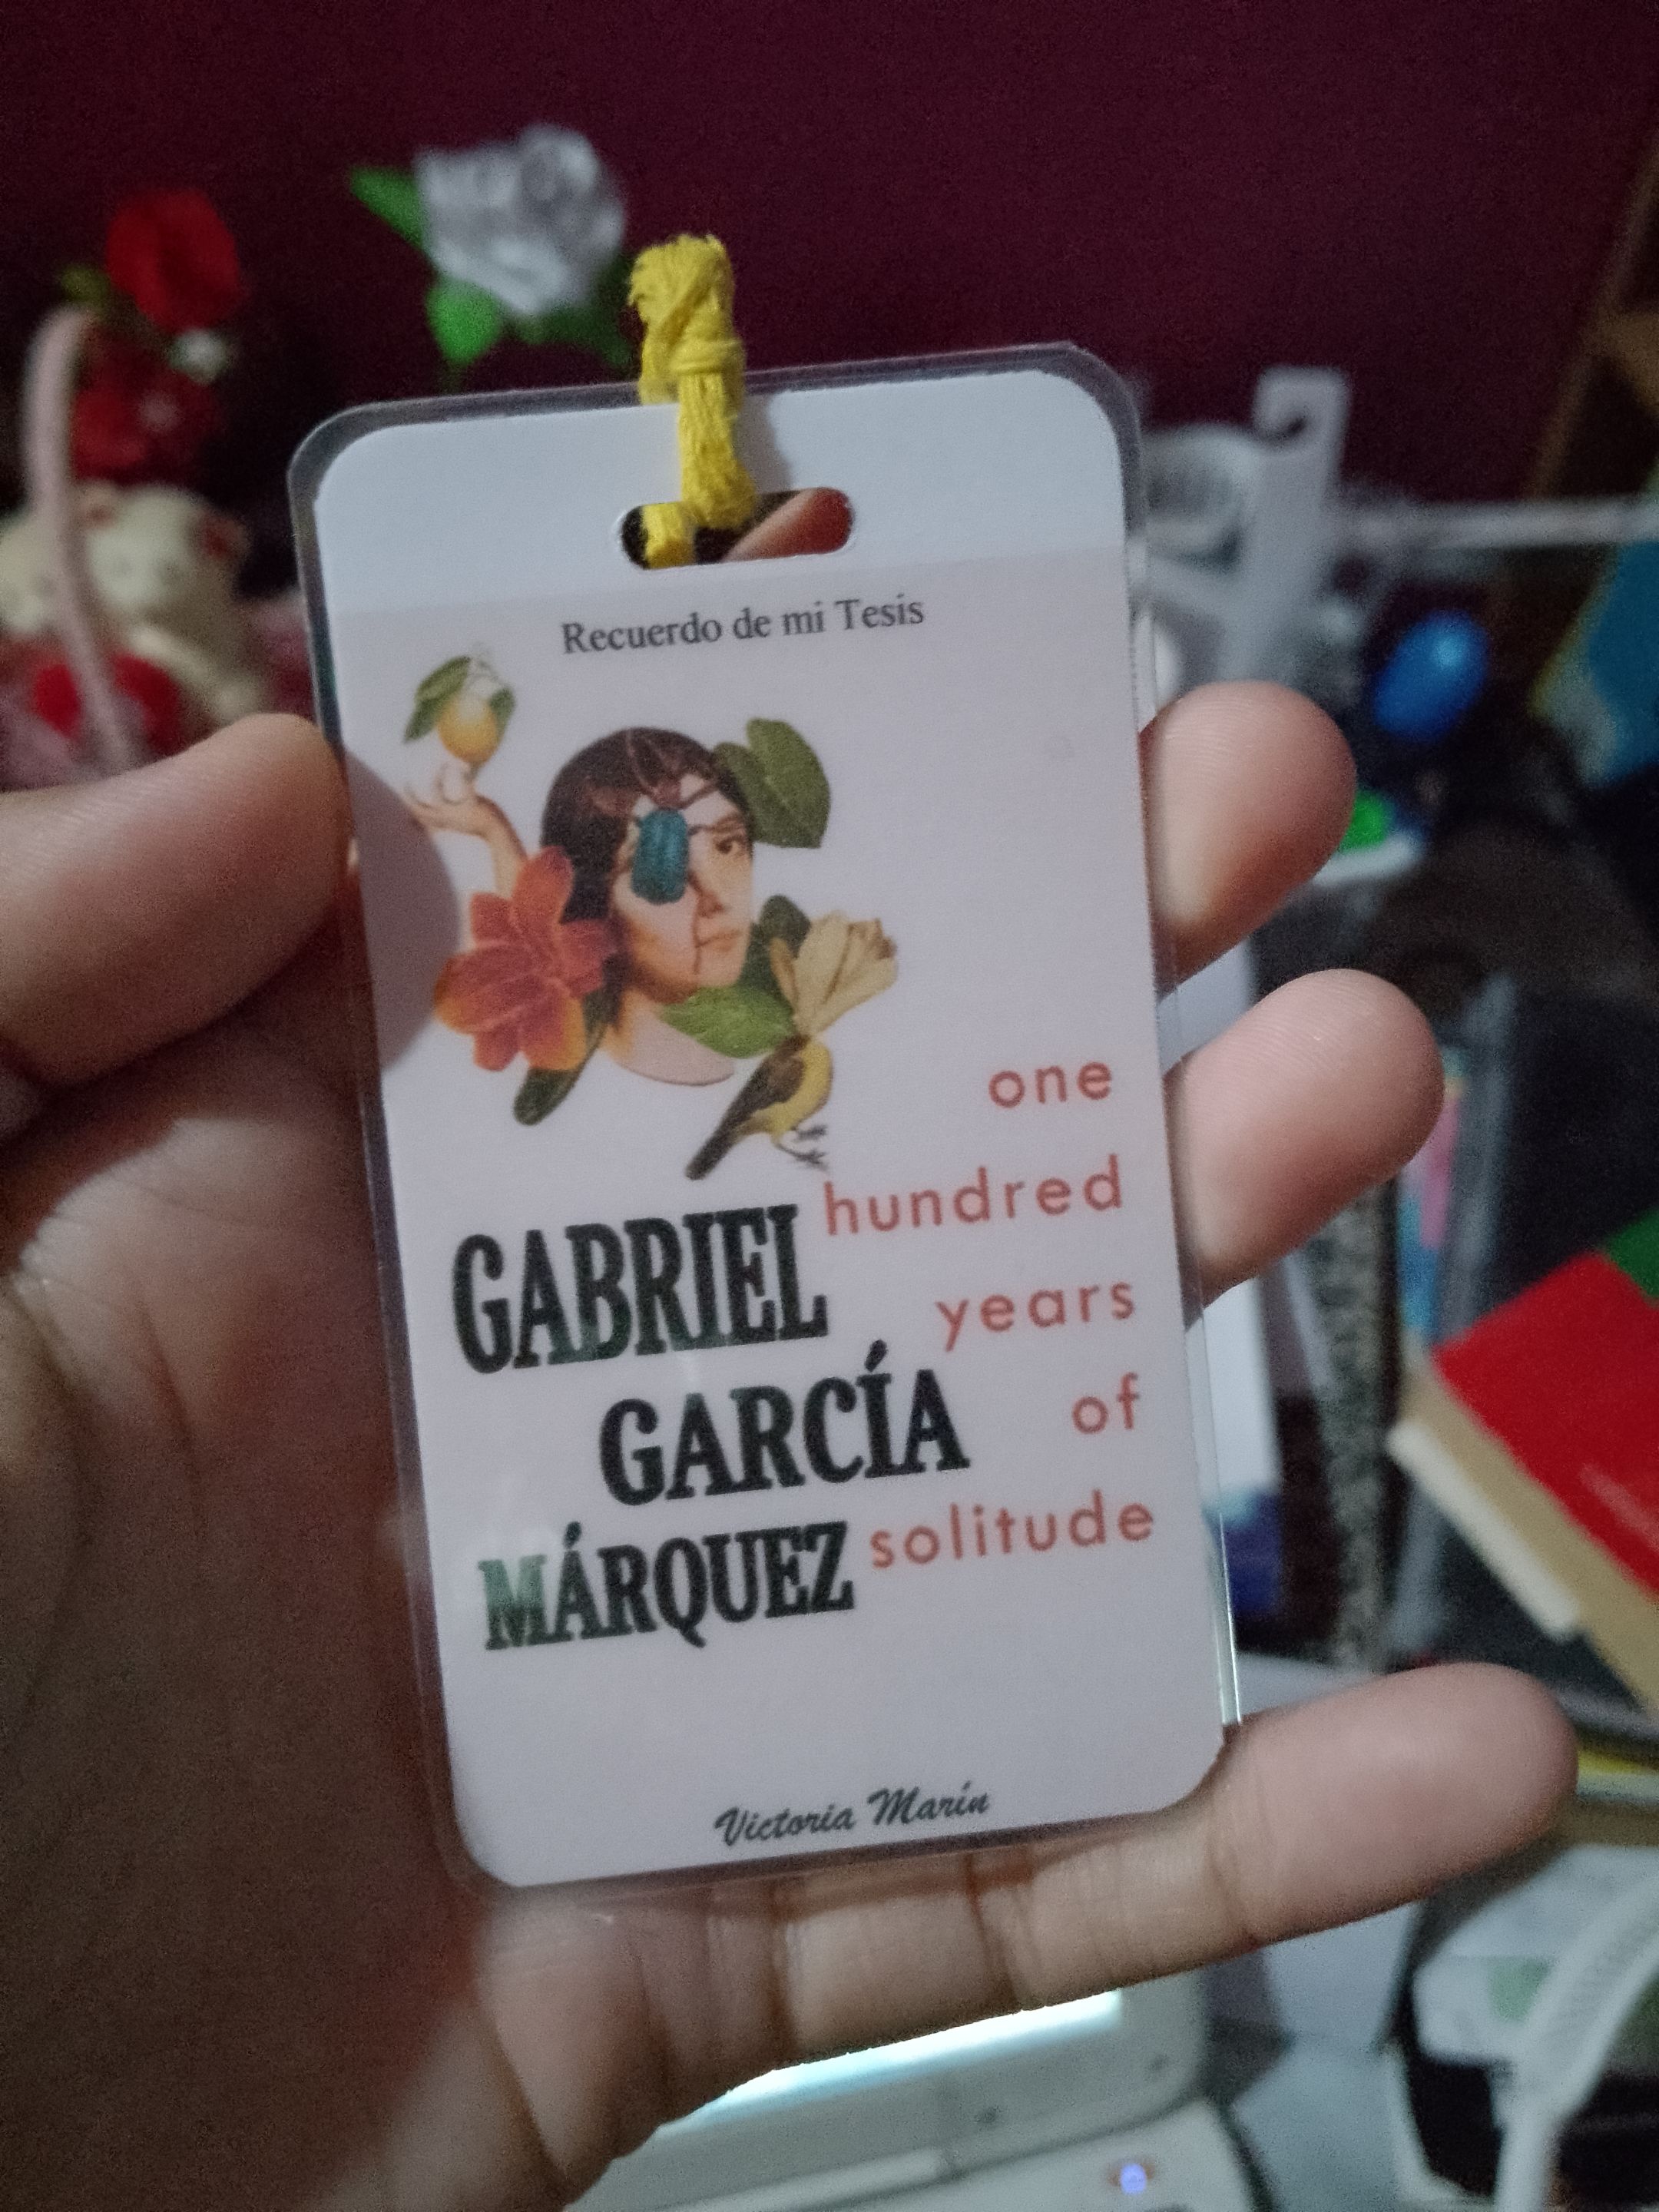 Recuerdo de mi Tesis
one
hundred
years
of
solitude
GABRIEL
GARCÍA
MÁRQUEZ
Victoria Marín